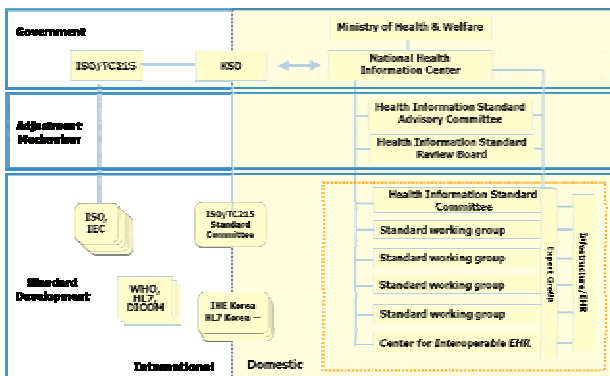 Government
Ministry of Health & Welfare
ISO/TC215
KSO
National Health
Information Center
Adjustment
Mechanism
Health Information Standard
Advisory Committee
Health Information Standard
Review Board
Health Information Standard
Committee
ISO,
IEC
ISO/TC215
Standard
Committee
Standard working group
Standard working group
Standard working group
Standard working group
Center for Interoperable EHR
Expert Group
Infrastructure/EHR
Standard
Development
WHO,
HL7,
DICOM
IHE Korea
HL7 Korea —
International
Domestic